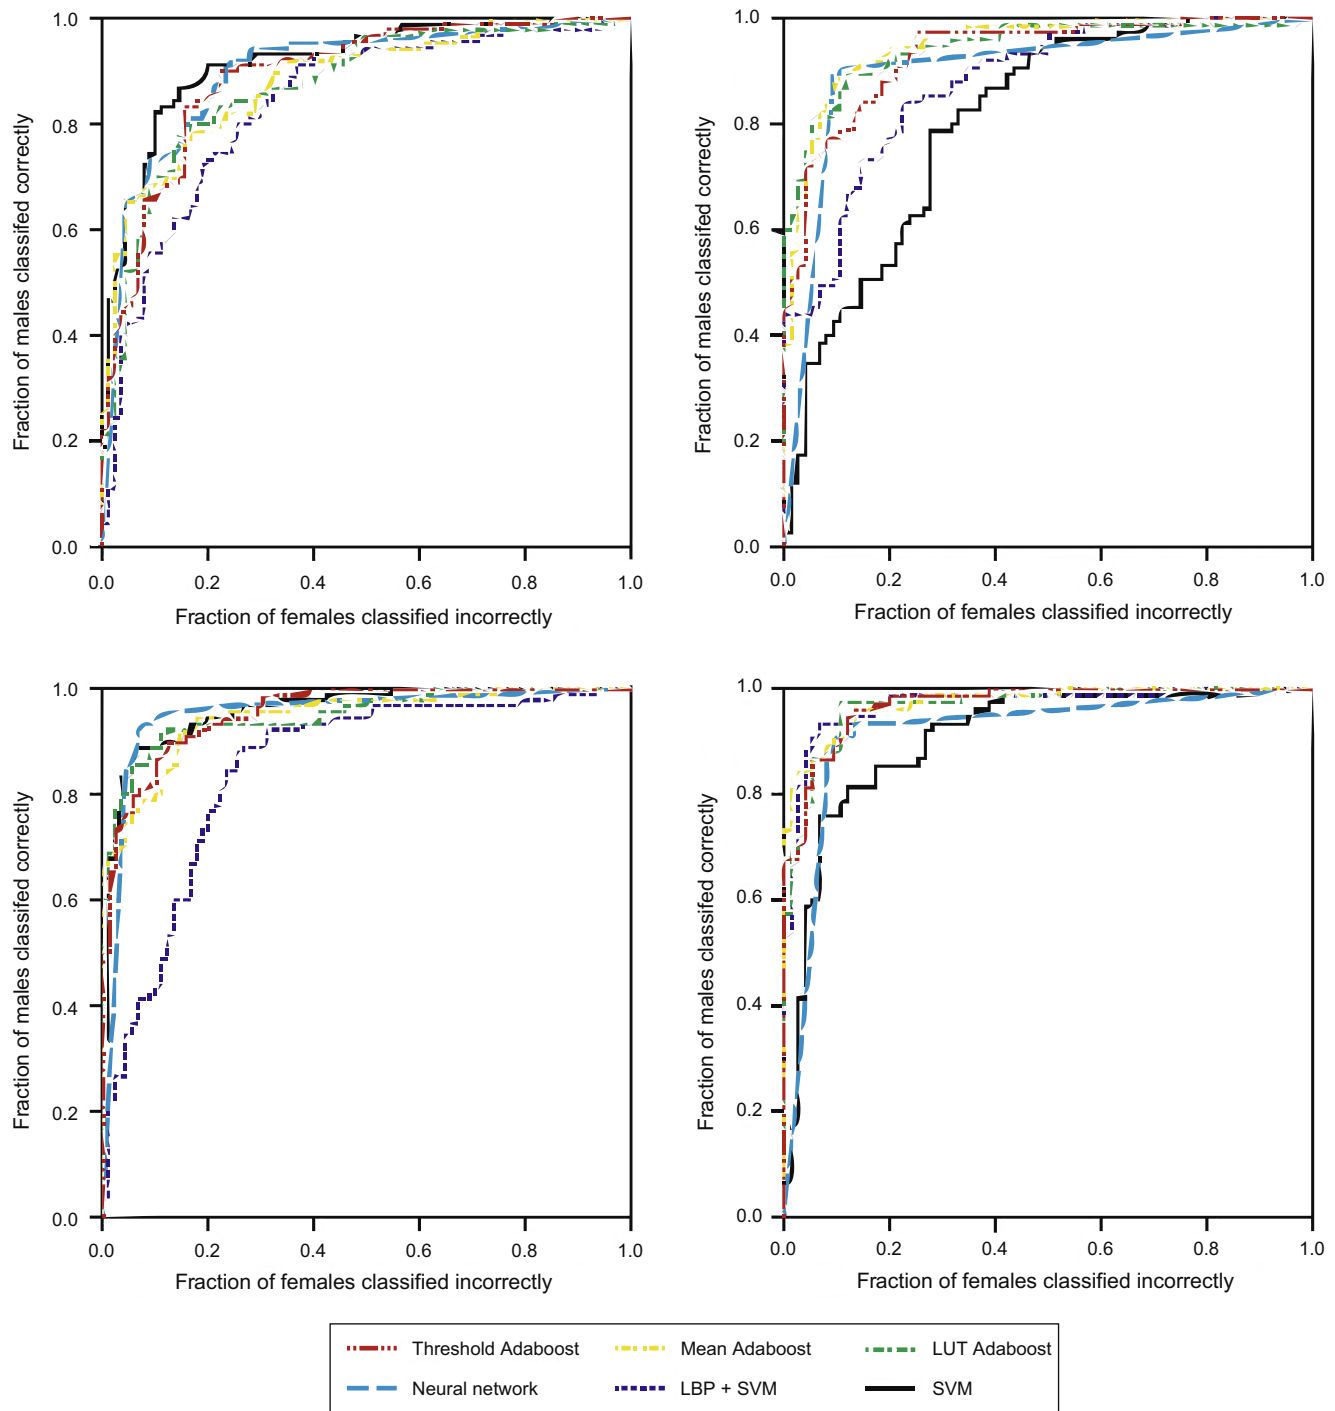 1.0
0.8
0.6
0.4
0.2
0.0
Fraction of males classifed correctly
0.0 0.2 0.4 0.6 0.8 1.0
Fraction of females classified incorrectly
1.0
0.8
0.6
0.4
0.2
0.0
Fraction of males classifed correctly
0.0 0.2 0.4 0.6 0.8 1.0
Fraction of females classified incorrectly
1.0
0.8
0.6
0.4
0.2
0.0
Fraction of males classifed correctly
0.0 0.2 0.4 0.6 0.8 1.0
Fraction of females classified incorrectly
1.0
0.8
0.6
0.4
0.2
0.0
Fraction of males classifed correctly
0.0 0.2 0.4 0.6 0.8 1.0
Fraction of females classified incorrectly
Threshold Adaboost Mean Adaboost LUT Adaboost
Neural network LBP + SVM SVM